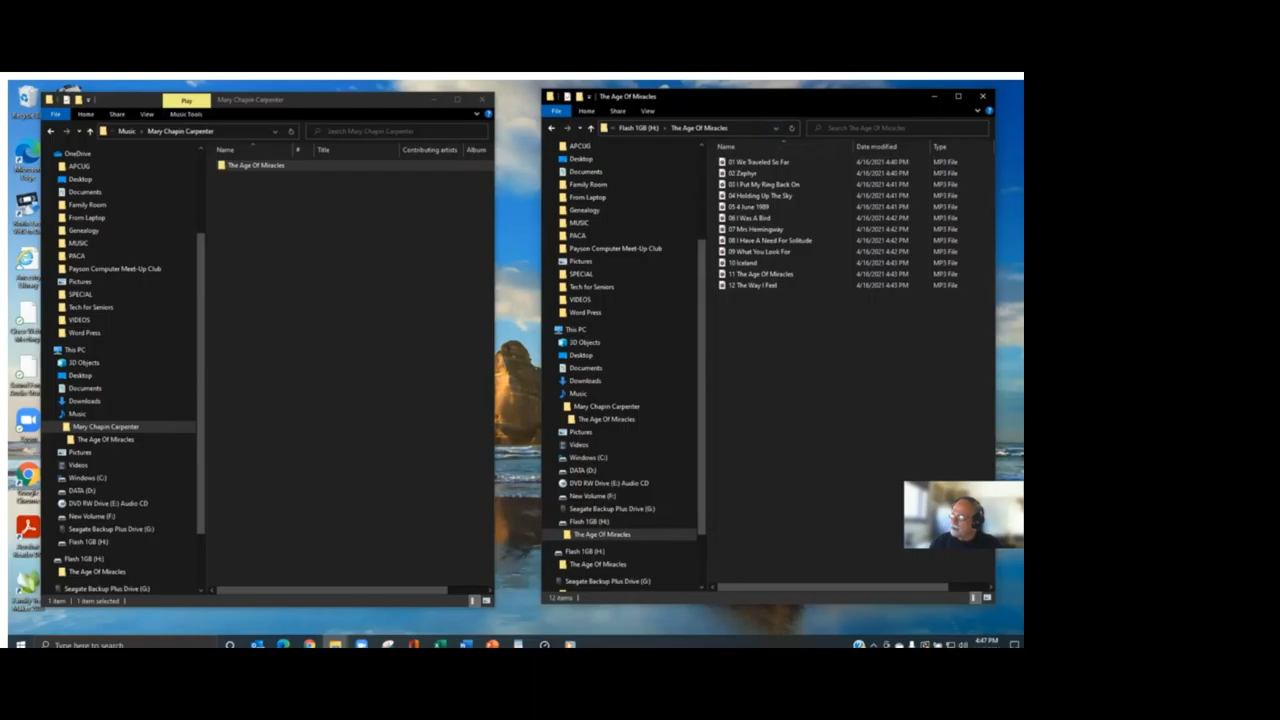 Play
Mary Chapin Carpenter
File
Home
Share
View
Music Tools
Music
Mary Chapin Carpenter
Search Mary Chapin Carpenter
Name
#
Title
Contributing artists
Album
OneDrive
APCUG
Desktop
Documents
Family Room
From Laptop
Genealogy
MUSIC
PACA
Payson Computer Meet-Up Club
Pictures
SPECIAL
Tech for Seniors
VIDEOS
Word Press
This PC
3D Objects
Desktop
Documents
Downloads
Music
Mary Chapin Carpenter
The Age Of Miracles
Pictures
Videos
Windows (C:)
DATA (D:)
DVD RW Drive (E:) Audio CD
New Volume (F:)
Seagate Backup Plus Drive (G:)
Flash 1GB (H:)
Flash 1GB (H:)
The Age Of Miracles
Seagate Backup Plus Drive (G:)
The Age Of Miracles
1 item
1 item selected
The Age Of Miracles
File
Home
Share
View
Flash 1GB (H:)
The Age Of Miracles
Search The Age Of Miracles
APCUG
Desktop
Documents
Family Room
From Laptop
Genealogy
MUSIC
PACA
Payson Computer Meet-Up Club
Pictures
SPECIAL
Tech for Seniors
VIDEOS
Word Press
This PC
3D Objects
Desktop
Documents
Downloads
Music
Mary Chapin Carpenter
The Age Of Miracles
Pictures
Videos
Windows (C:)
DATA (D:)
DVD RW Drive (E:) Audio CD
New Volume (F:)
Seagate Backup Plus Drive (G:)
Flash 1GB (H:)
The Age Of Miracles
Flash 1GB (H:)
The Age Of Miracles
Seagate Backup Plus Drive (G:)
Name Date modified Type
01 We Traveled So Far 4/16/2021 4:40 PM MP3 File
02 Zephyr 4/16/2021 4:40 PM MP3 File
03 I Put My Ring Back On 4/16/2021 4:41 PM MP3 File
04 Holding Up The Sky 4/16/2021 4:41 PM MP3 File
05 4 June 1989 4/16/2021 4:41 PM MP3 File
06 I Was A Bird 4/16/2021 4:42 PM MP3 File
07 Mrs Hemingway 4/16/2021 4:42 PM MP3 File
08 I Have A Need For Solitude 4/16/2021 4:42 PM MP3 File
09 What You Look For 4/16/2021 4:43 PM MP3 File
10 Iceland 4/16/2021 4:43 PM MP3 File
11 The Age Of Miracles 4/16/2021 4:43 PM MP3 File
12 The Way I Feel 4/16/2021 4:43 PM MP3 File
12 items
Type here to search
4:47 PM